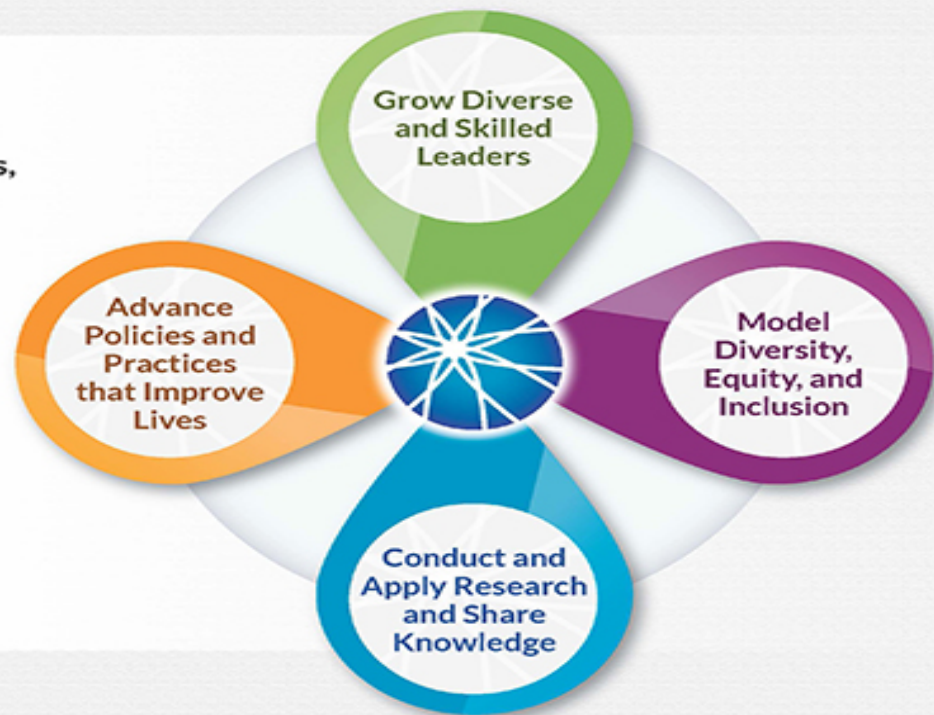 Grow Diverse
and Skilled
Leaders
s,
Advance
Policies and
Practices
that Improve
Lives
Model
Diversity,
Equity, and
Inclusion
Conduct and
Apply Research
and Share
Knowledge